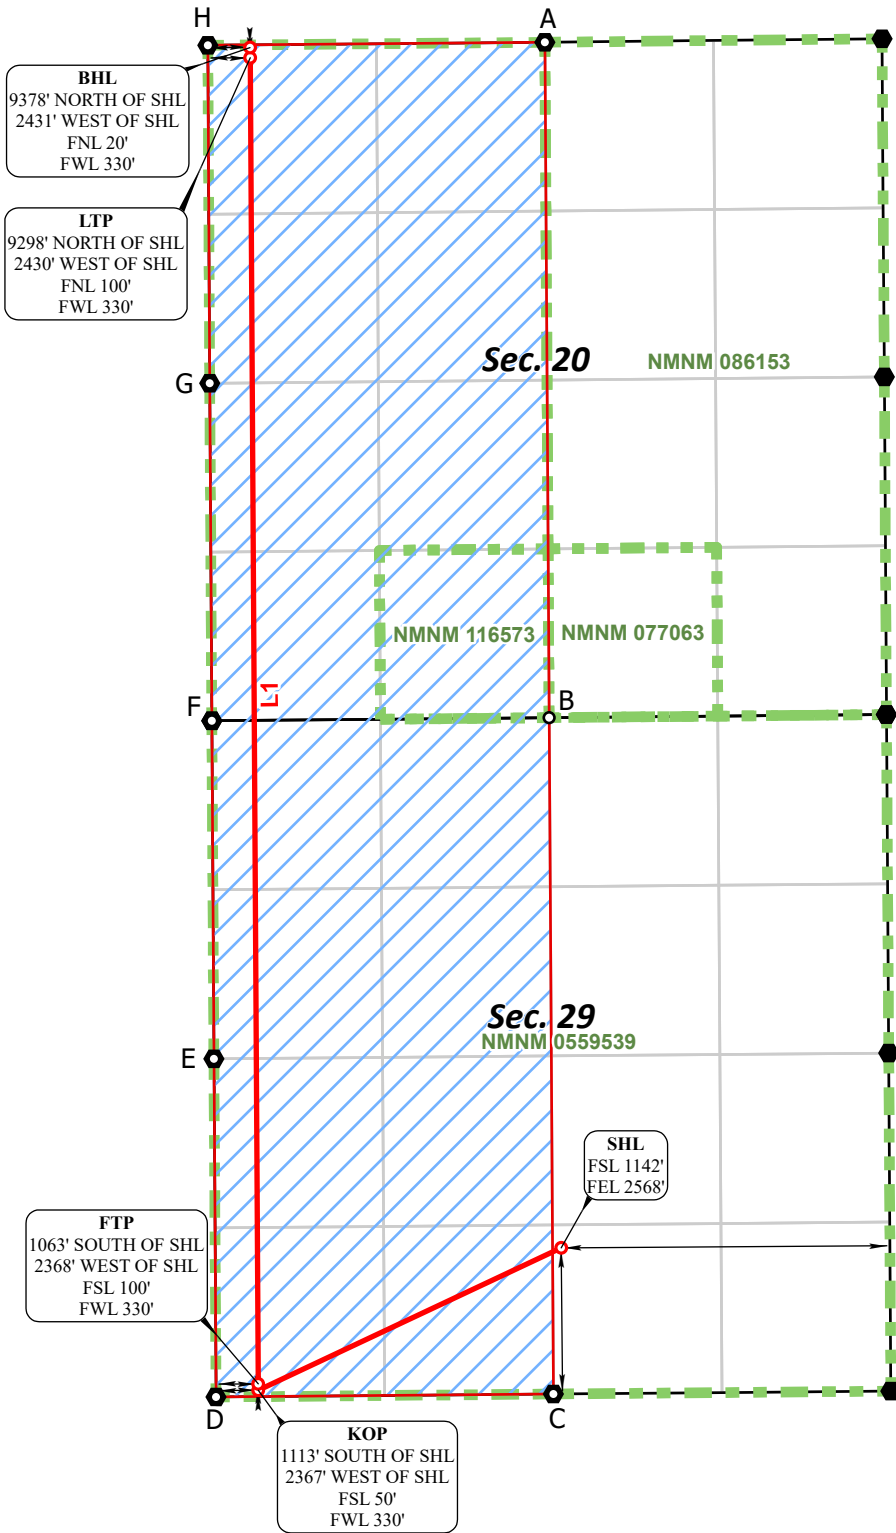 H
A
BHL
9378' NORTH OF SHL
2431' WEST OF SHL
FNL 20'
FWL 330'
LTP
9298' NORTH OF SHL
2430' WEST OF SHL
FNL 100'
FWL 330'
Sec. 20
NMNM 086153
G
NMNM 116573
NMNM 077063
L1
F
B
Sec. 29
NMNM 0559539
E
SHL
FSL 1142'
FEL 2568'
FTP
1063' SOUTH OF SHL
2368' WEST OF SHL
FSL 100'
FWL 330'
D
C
KOP
1113' SOUTH OF SHL
2367' WEST OF SHL
FSL 50'
FWL 330'